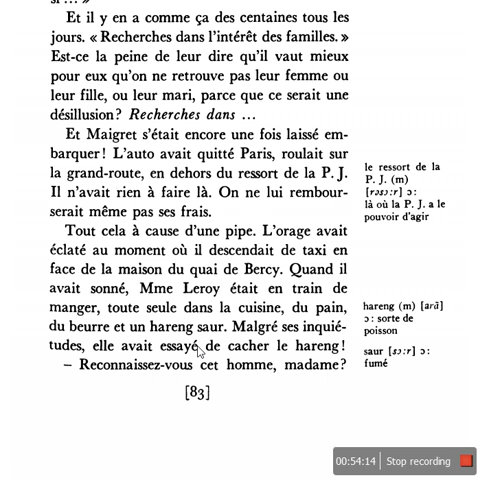 Et il y en a comme ça des centaines tous les
jours. « Recherches dans l'intérêt des familles. »
Est-ce la peine de leur dire qu'il vaut mieux
pour eux qu'on ne retrouve pas leur femme ou
leur fille, ou leur mari, parce que ce serait une
désillusion? Recherches dans ...
Et Maigret s'était encore une fois laissé em-
barquer! L'auto avait quitté Paris, roulait sur
la grand-route, en dehors du ressort de la P. J.
Il n'avait rien à faire là. On ne lui rembour-
serait même pas ses frais.
Tout cela à cause d'une pipe. L'orage avait
éclaté au moment où il descendait de taxi en
face de la maison du quai de Bercy. Quand il
avait sonné, Mme Leroy était en train de
manger, toute seule dans la cuisine, du pain,
du beurre et un hareng saur. Malgré ses inquié-
tudes, elle avait essayé de cacher le hareng!
– Reconnaissez-vous cet homme, madame?
[83]
le ressort de la
P. J. (m)
[rəsɔ:r] ɔ:
là où la P. J. a le
pouvoir d'agir
hareng (m) [arã]
ɔ: sorte de
poisson
saur [sɔ:r] ɔ:
fumé
00:54:14 Stop recording